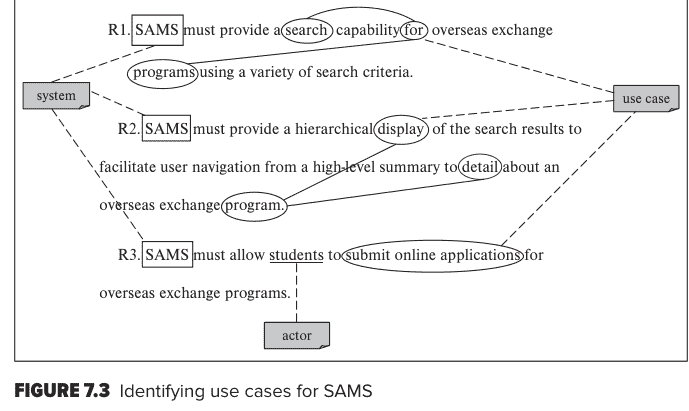 R1. SAMS must provide a search capability for overseas exchange
programs using a variety of search criteria.
system
use case
R2. SAMS must provide a hierarchical display of the search results to
facilitate user navigation from a high-level summary to detail about an
overseas exchange program.
R3. SAMS must allow students to submit online applications for
overseas exchange programs.
actor
FIGURE 7.3 Identifying use cases for SAMS